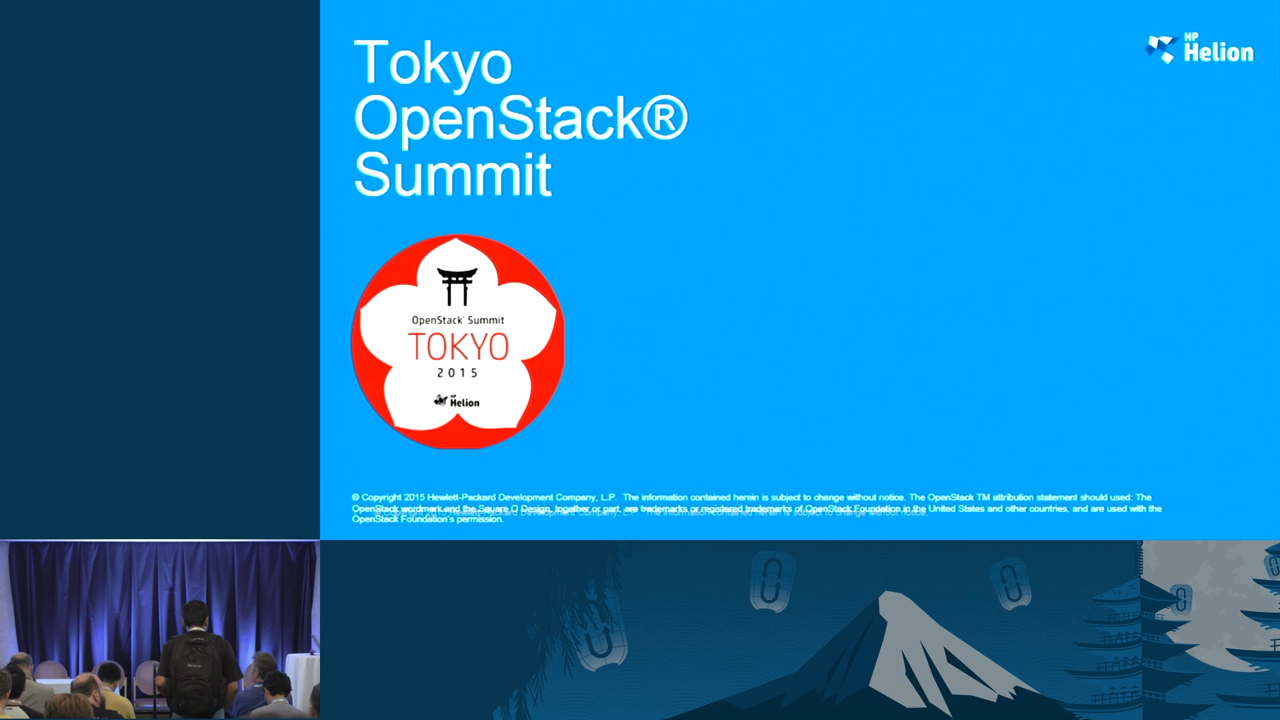 Tokyo
OpenStack®
Summit
HP
Helion
OpenStack® Summit
TOKYO
2015
HP
Helion
© Copyright 2015 Hewlett-Packard Development Company, L.P. The information contained herein is subject to change without notice. The OpenStack TM attribution statement should used: The
OpenStack wordmark and the Square O Design, together or part, are trademarks or registered trademarks of OpenStack Foundation in the United States and other countries, and are used with the
OpenStack Foundation's permission.